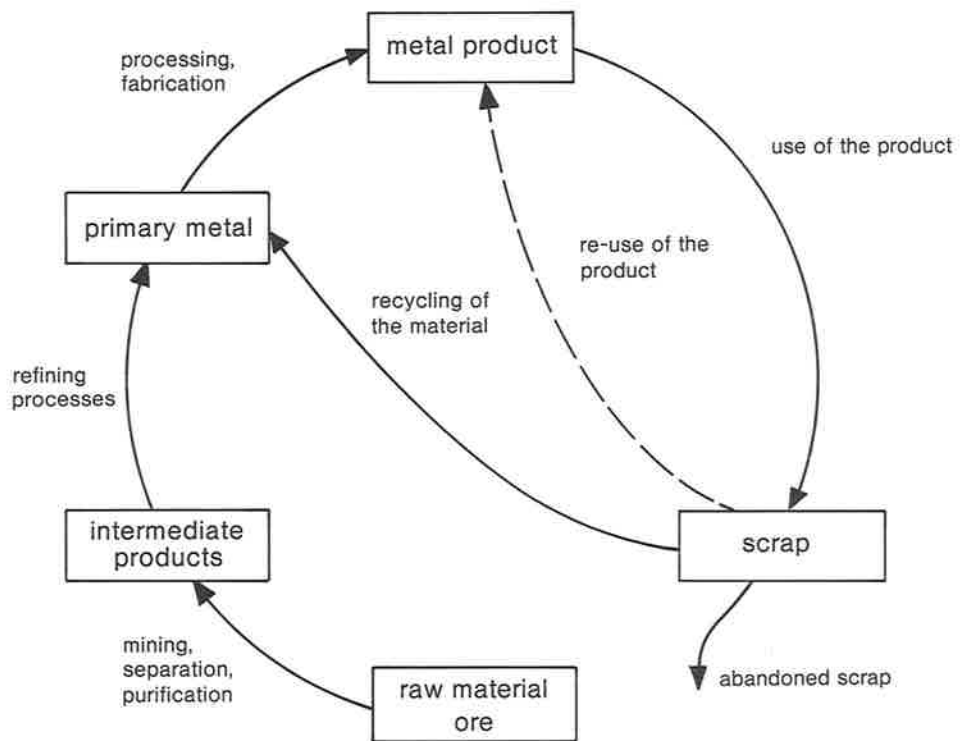 metal product
processing,
fabrication
use of the product
primary metal
re-use of the
product
recycling of
the material
refining
processes
intermediate
products
scrap
mining,
separation,
purification
raw material
ore
abandoned scrap